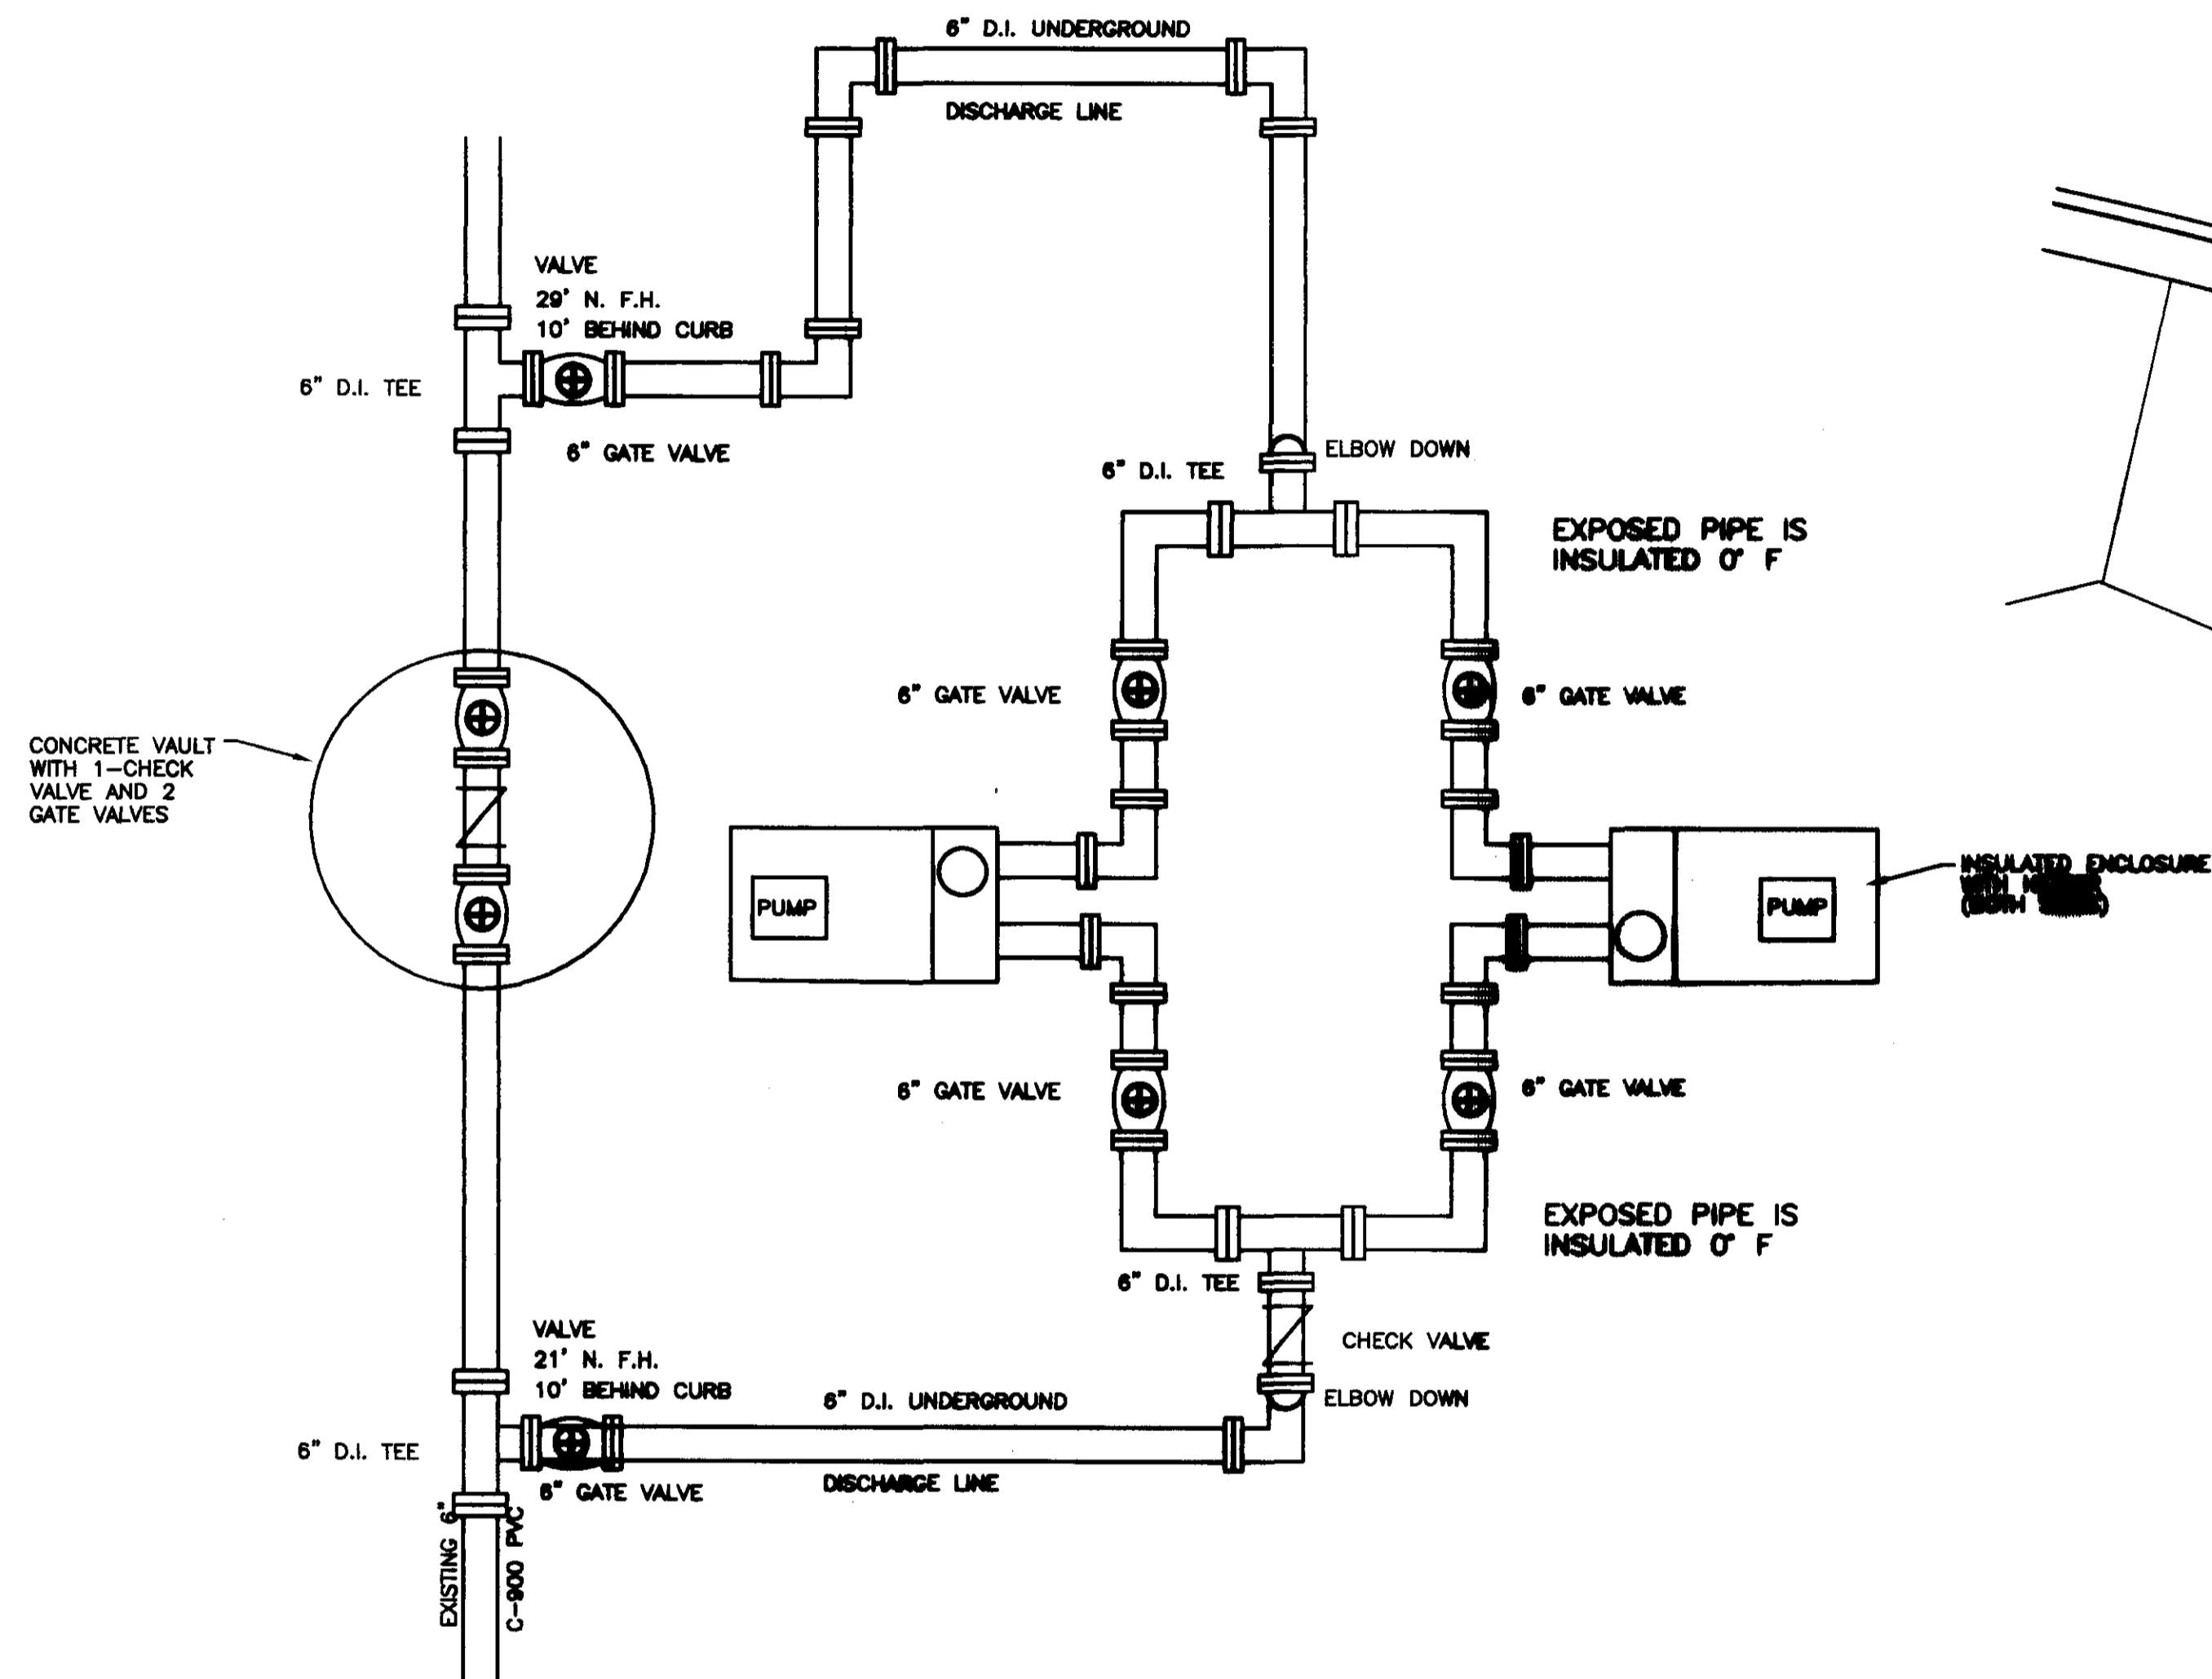 6" D.I. UNDERGROUND
DISCHARGE LINE
VALVE
29' N. F.H.
10' BEHIND CURB
6" D.I. TEE
6" GATE VALVE
ELBOW DOWN
6" D.I. TEE
EXPOSED PIPE IS
INSULATED 0° F
6" GATE VALVE
6" GATE VALVE
CONCRETE VAULT
WITH 1-CHECK
VALVE AND 2
GATE VALVES
PUMP
PUMP
INSULATED ENCLOSURE
WITH
(BOTH
6" GATE VALVE
6" GATE VALVE
EXPOSED PIPE IS
INSULATED 0° F
6" D.I. TEE
CHECK VALVE
ELBOW DOWN
VALVE
21' N. F.H.
10' BEHIND CURB
6" D.I. UNDERGROUND
6" D.I. TEE
6" GATE VALVE
DISCHARGE LINE
EXISTING 6"
C-900 PVC